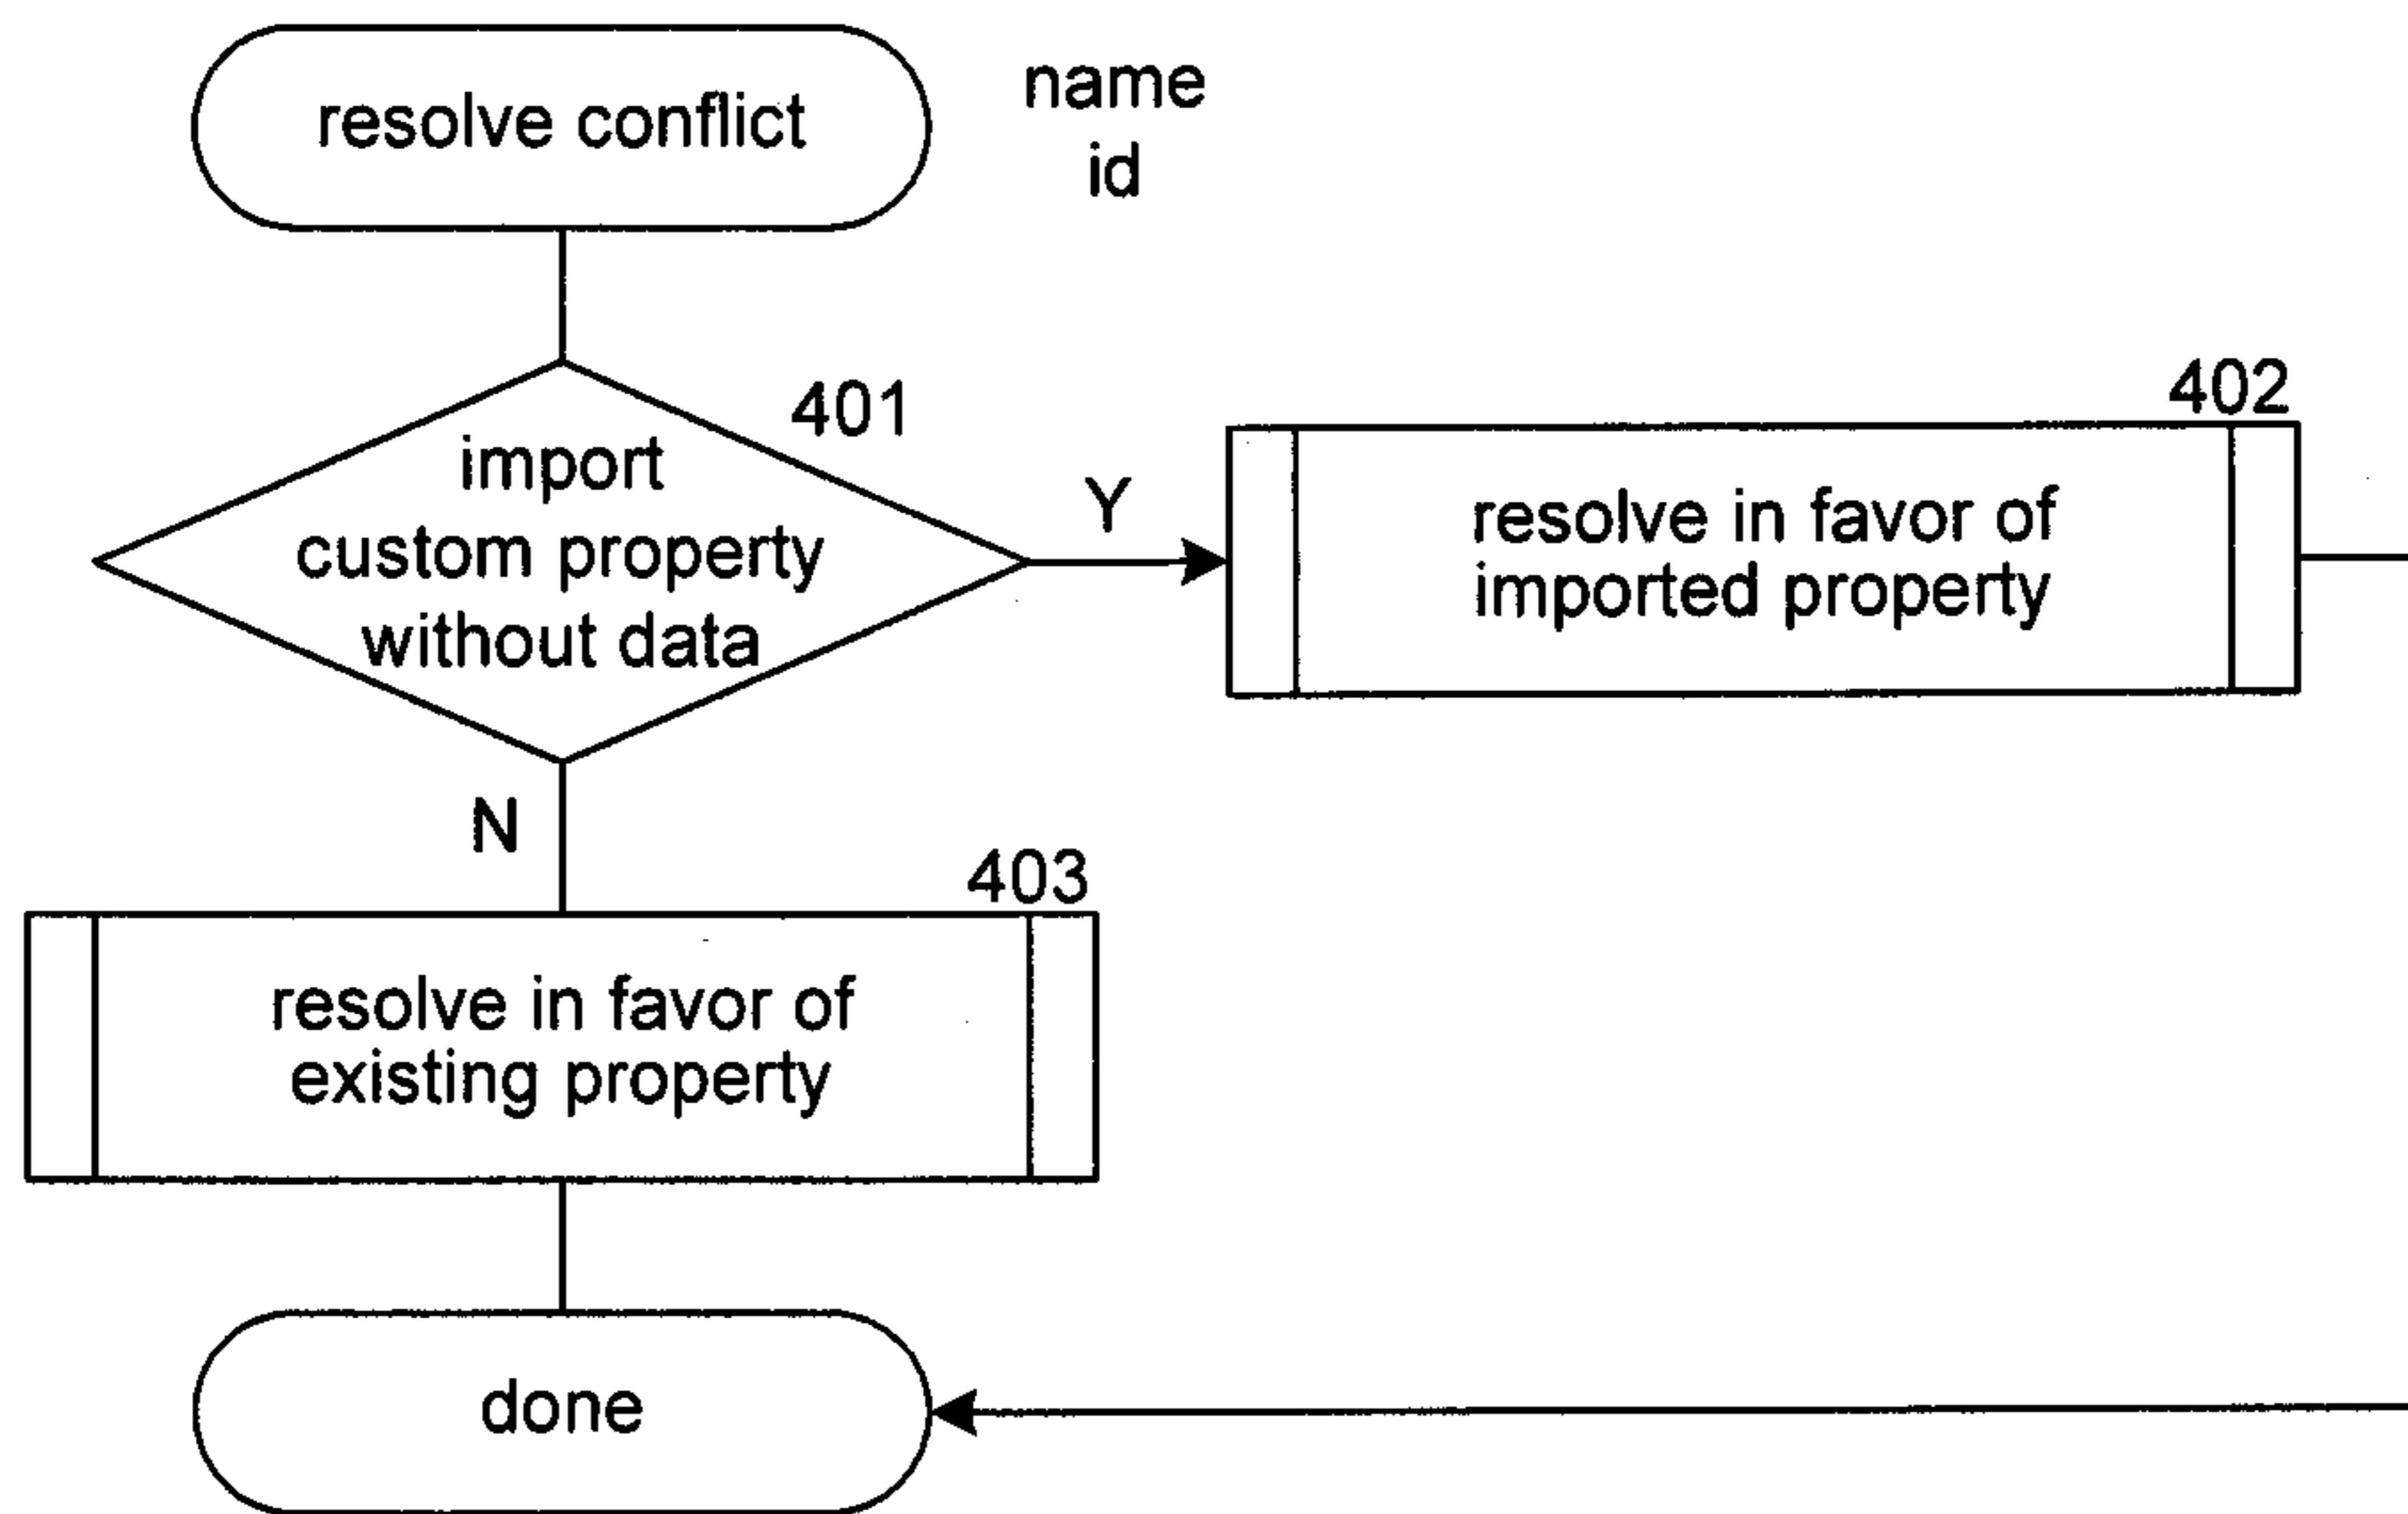 resolve conflict
name
id
401
import
custom property
without data
Y
402
resolve in favor of
imported property
N
403
resolve in favor of
existing property
done